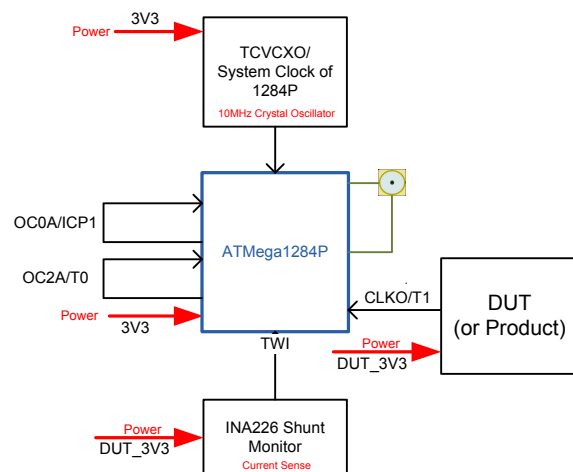 3V3
Power
TCVCXO/
System Clock of
1284P
10MHz Crystal Oscillator
OC0A/ICP1
ATMega1284P
OC2A/T0
Power
3V3
CLKO/T1
DUT
(or Product)
TWI
Power
DUT_3V3
Power
DUT_3V3
INA226 Shunt
Monitor
Current Sense